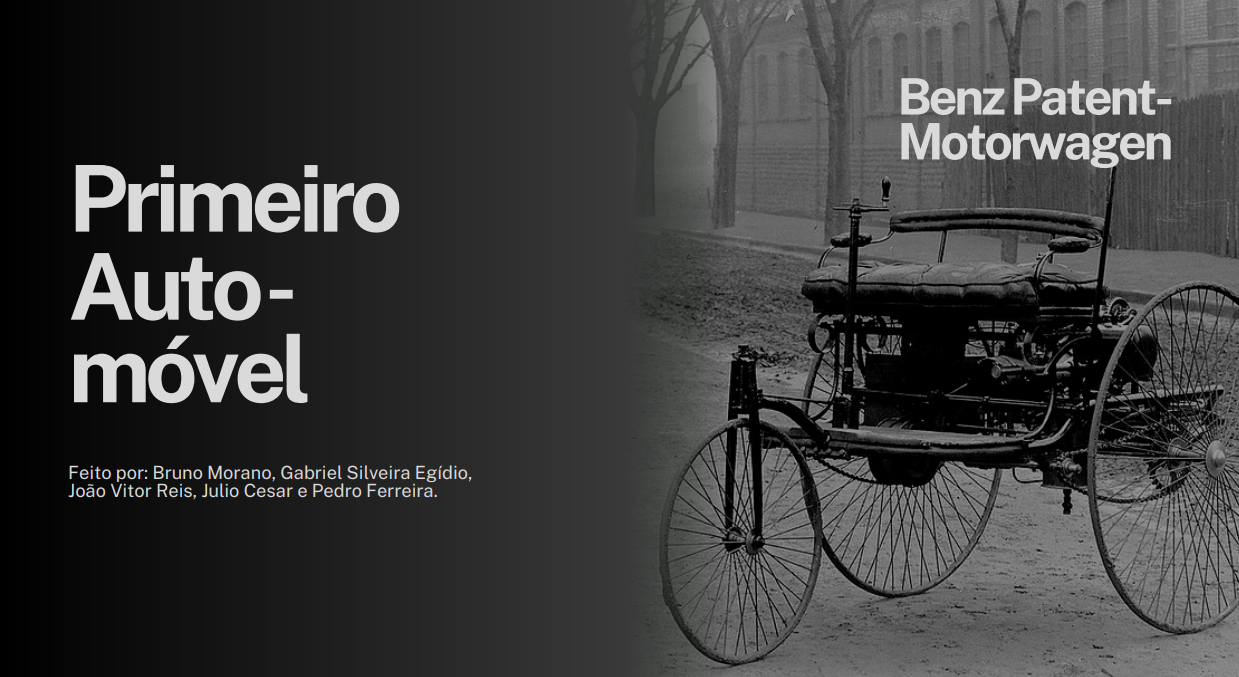 Primeiro
Auto-
móvel
Feito por: Bruno Morano, Gabriel Silveira Egídio,
João Vitor Reis, Julio Cesar e Pedro Ferreira.
Benz Patent-
Motorwagen